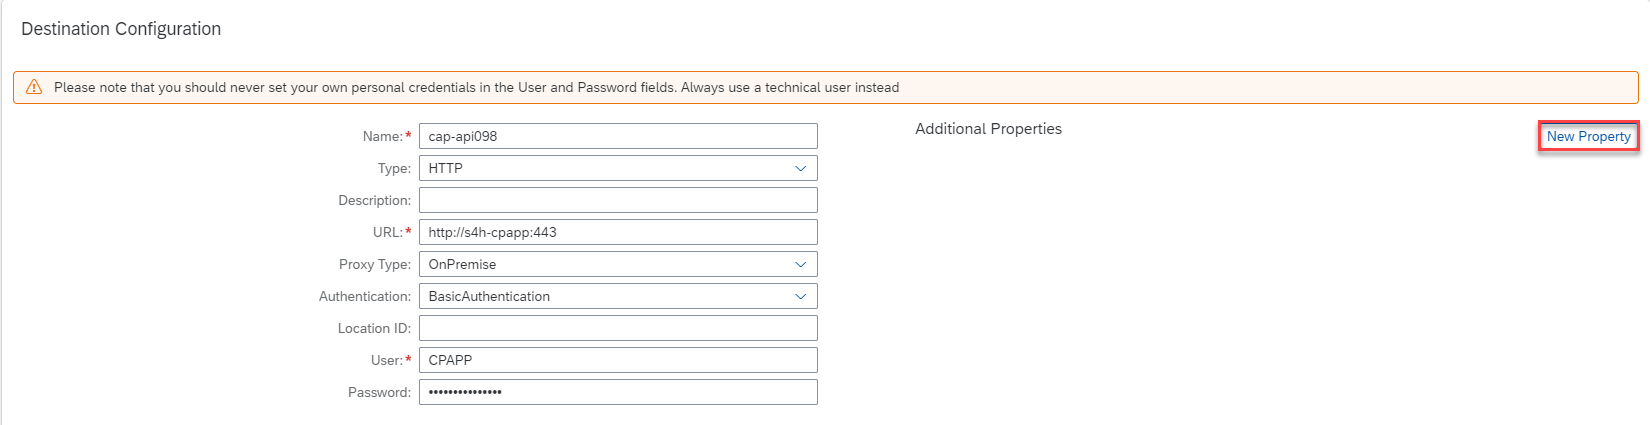 Destination Configuration
Please note that you should never set your own personal credentials in the User and Password fields. Always use a technical user instead
Name:* cap-api098
Type: HTTP
Description:
URL:* http://s4h-cpapp:443
Proxy Type: OnPremise
Authentication: BasicAuthentication
Location ID:
User:* CPAPP
Password: •••••••••••••••
Additional Properties
New Property